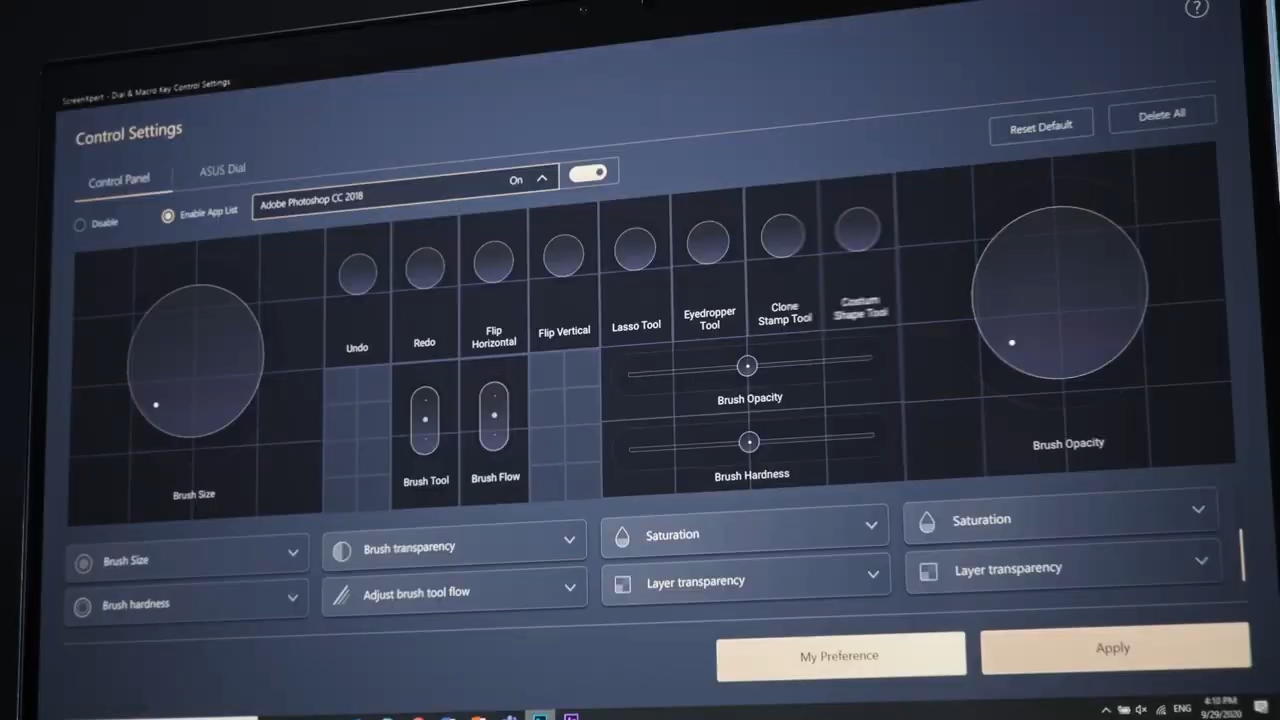 ScreenXpert - Dial & Macro Key Control Settings
?
Control Settings
Reset Default
Delete All
Control Panel
ASUS Dial
Disable
Enable App List
Adobe Photoshop CC 2018
On
Undo
Redo
Flip
Horizontal
Flip Vertical
Lasso Tool
Eyedropper
Tool
Clone
Stamp Tool
Costum
Shape Tool
Brush Size
Brush Tool
Brush Flow
Brush Opacity
Brush Hardness
Brush Opacity
Brush Size
Brush transparency
Saturation
Saturation
Brush hardness
Adjust brush tool flow
Layer transparency
Layer transparency
My Preference
Apply
ENG
4:10 PM
9/29/2020